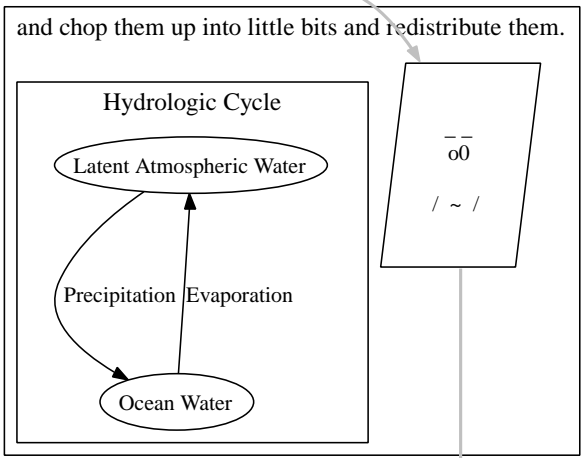 and chop them up into little bits and redistribute them.
Hydrologic Cycle
Latent Atmospheric Water
Precipitation
Evaporation
Ocean Water
_ _
o0
/ ~ /